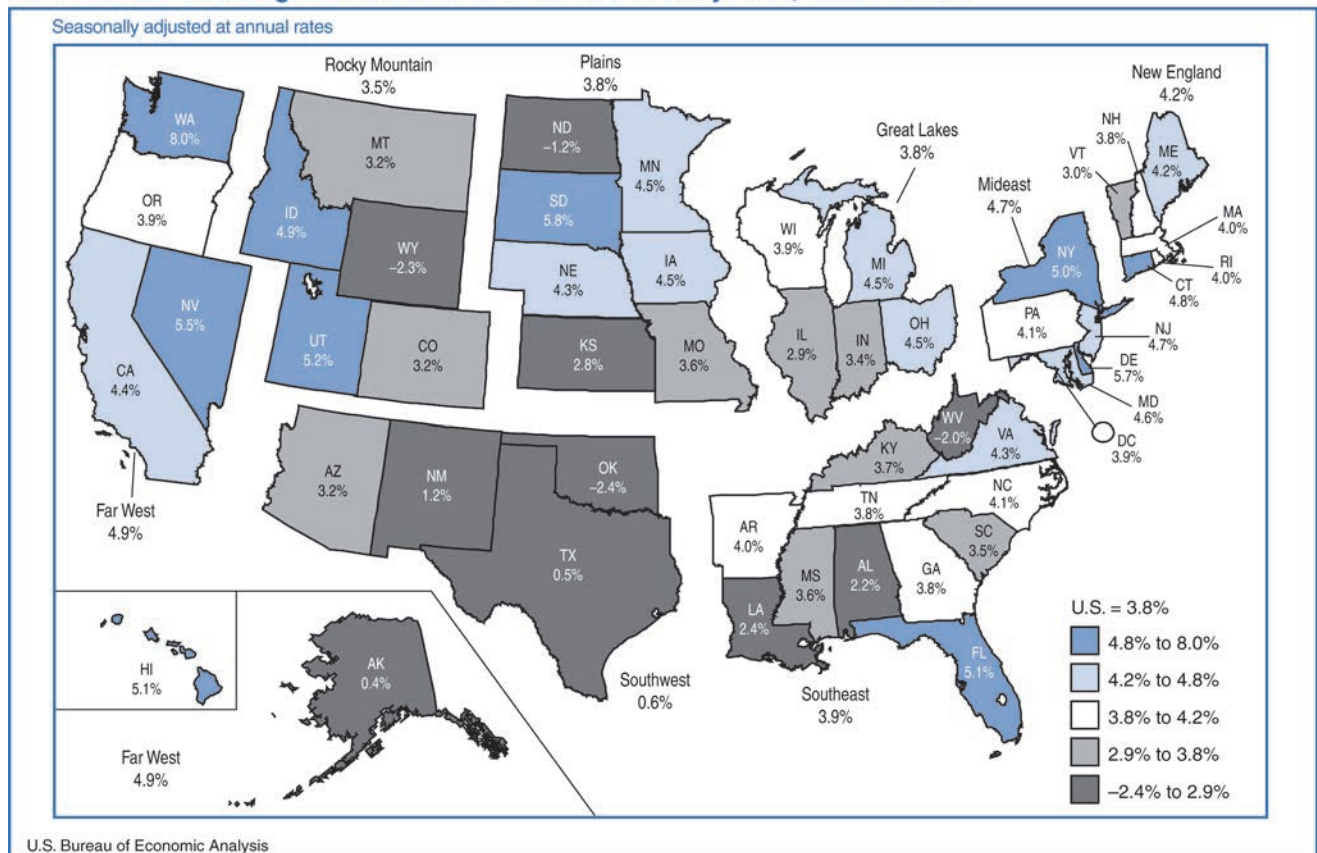 Seasonally adjusted at annual rates
Rocky Mountain
3.5%
Plains
3.8%
New England
4.2%
Great Lakes
3.8%
Mideast
4.7%
WA
8.0%
OR
3.9%
CA
4.4%
NV
5.5%
ID
4.9%
MT
3.2%
WY
–2.3%
UT
5.2%
CO
3.2%
ND
–1.2%
SD
5.8%
NE
4.3%
KS
2.8%
MN
4.5%
IA
4.5%
MO
3.6%
WI
3.9%
MI
4.5%
IL
2.9%
IN
3.4%
OH
4.5%
NH
3.8%
VT
3.0%
ME
4.2%
MA
4.0%
RI
4.0%
CT
4.8%
NY
5.0%
PA
4.1%
NJ
4.7%
DE
5.7%
MD
4.6%
DC
3.9%
AZ
3.2%
NM
1.2%
OK
–2.4%
TX
0.5%
AR
4.0%
LA
2.4%
MS
3.6%
AL
2.2%
TN
3.8%
KY
3.7%
WV
–2.0%
VA
4.3%
NC
4.1%
SC
3.5%
GA
3.8%
FL
5.1%
Far West
4.9%
HI
5.1%
AK
0.4%
Far West
4.9%
Southwest
0.6%
Southeast
3.9%
U.S. = 3.8%
4.8% to 8.0%
4.2% to 4.8%
3.8% to 4.2%
2.9% to 3.8%
–2.4% to 2.9%
U.S. Bureau of Economic Analysis